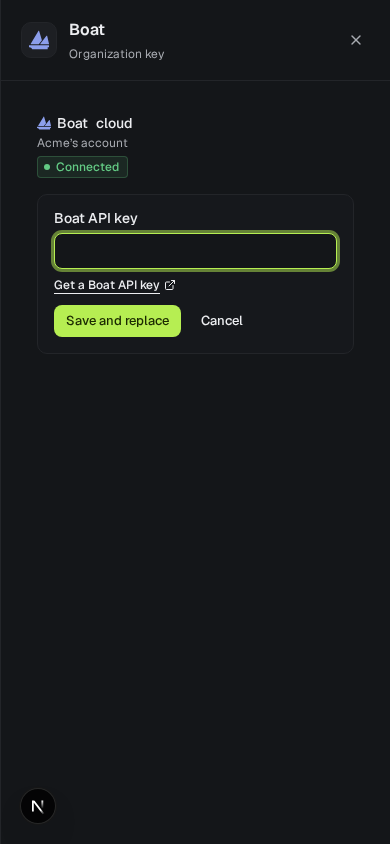 Boat
Organization key
Boat cloud
Acme's account
Connected
Boat API key
Get a Boat API key
Save and replace
Cancel
N